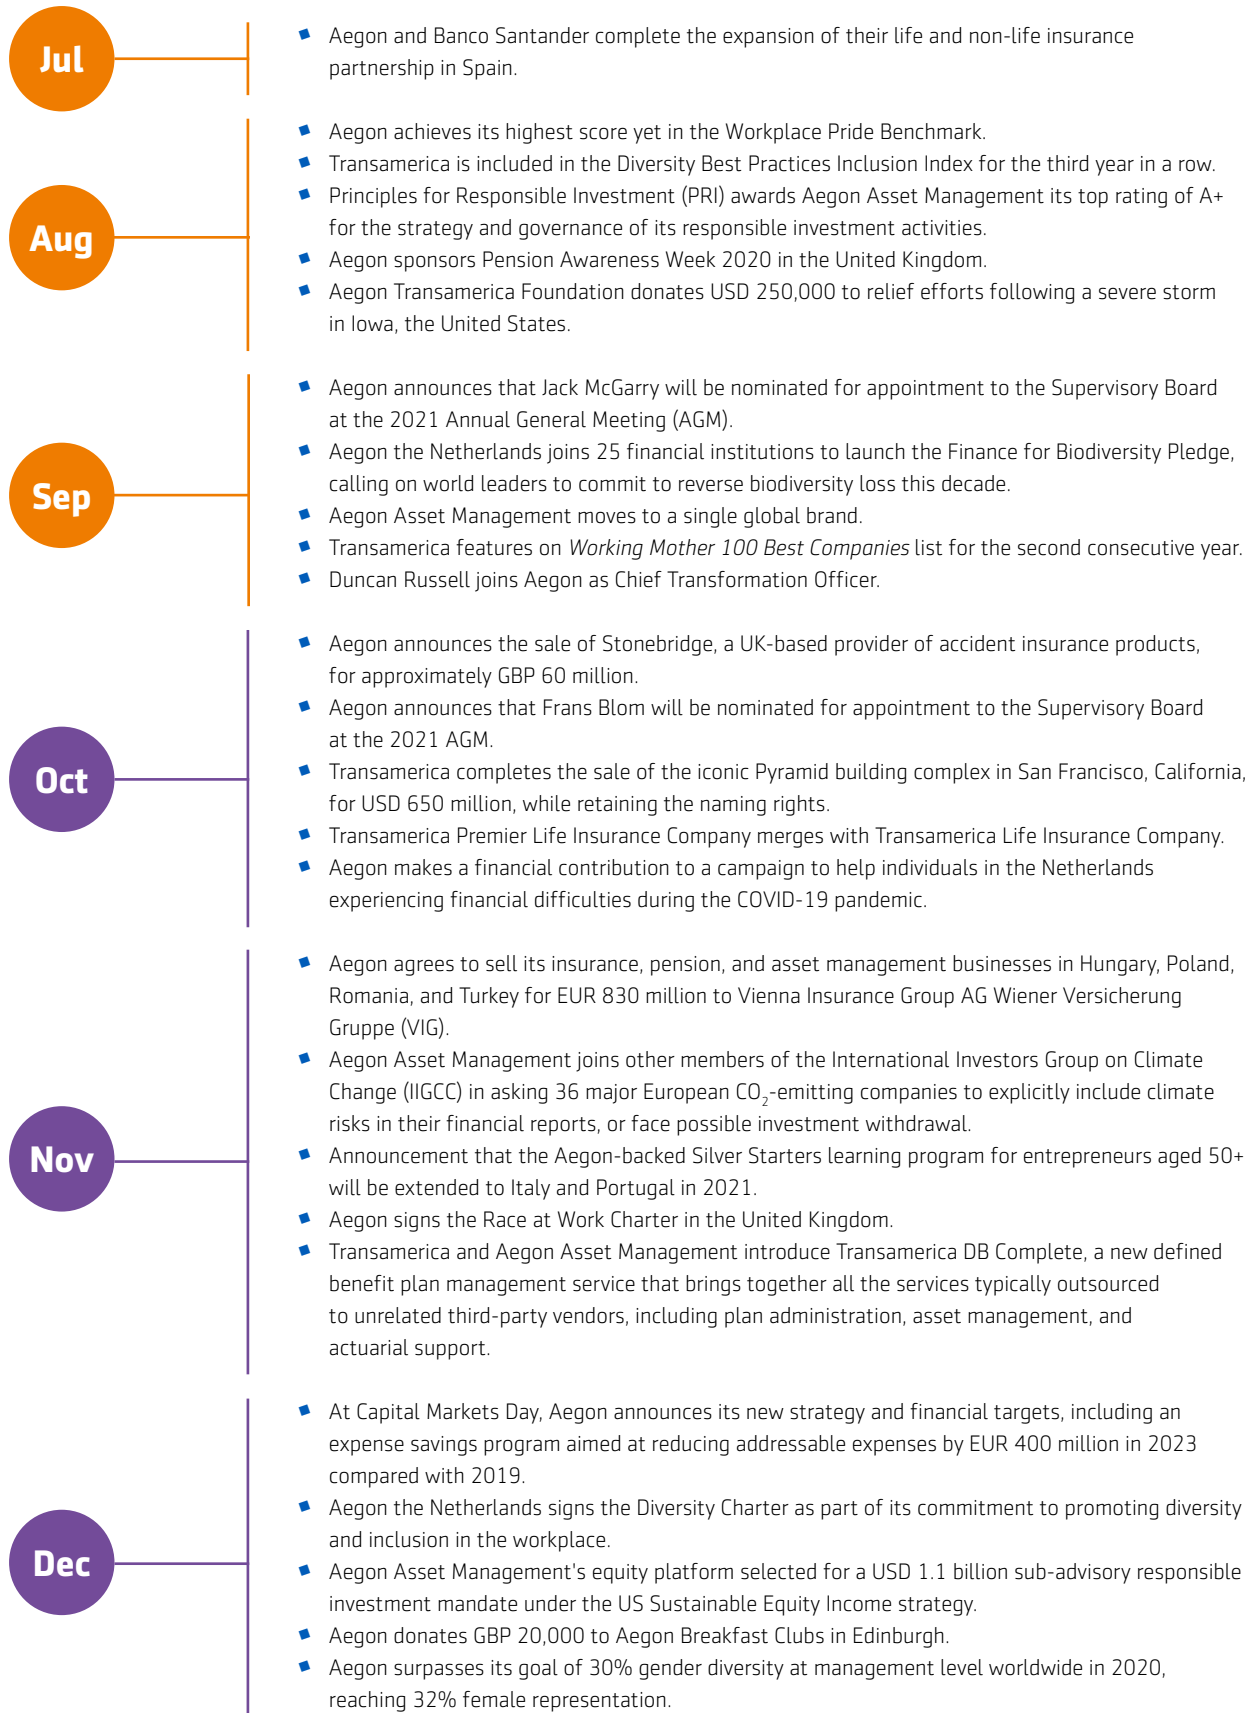 Jul
Aegon and Banco Santander complete the expansion of their life and non-life insurance
partnership in Spain.
Aug
Aegon achieves its highest score yet in the Workplace Pride Benchmark.
Transamerica is included in the Diversity Best Practices Inclusion Index for the third year in a row.
Principles for Responsible Investment (PRI) awards Aegon Asset Management its top rating of A+
for the strategy and governance of its responsible investment activities.
Aegon sponsors Pension Awareness Week 2020 in the United Kingdom.
Aegon Transamerica Foundation donates USD 250,000 to relief efforts following a severe storm
in Iowa, the United States.
Sep
Aegon announces that Jack McGarry will be nominated for appointment to the Supervisory Board
at the 2021 Annual General Meeting (AGM).
Aegon the Netherlands joins 25 financial institutions to launch the Finance for Biodiversity Pledge,
calling on world leaders to commit to reverse biodiversity loss this decade.
Aegon Asset Management moves to a single global brand.
Transamerica features on Working Mother 100 Best Companies list for the second consecutive year.
Duncan Russell joins Aegon as Chief Transformation Officer.
Oct
Aegon announces the sale of Stonebridge, a UK-based provider of accident insurance products,
for approximately GBP 60 million.
Aegon announces that Frans Blom will be nominated for appointment to the Supervisory Board
at the 2021 AGM.
Transamerica completes the sale of the iconic Pyramid building complex in San Francisco, California,
for USD 650 million, while retaining the naming rights.
Transamerica Premier Life Insurance Company merges with Transamerica Life Insurance Company.
Aegon makes a financial contribution to a campaign to help individuals in the Netherlands
experiencing financial difficulties during the COVID-19 pandemic.
Nov
Aegon agrees to sell its insurance, pension, and asset management businesses in Hungary, Poland,
Romania, and Turkey for EUR 830 million to Vienna Insurance Group AG Wiener Versicherung
Gruppe (VIG).
Aegon Asset Management joins other members of the International Investors Group on Climate
Change (IIGCC) in asking 36 major European CO₂-emitting companies to explicitly include climate
risks in their financial reports, or face possible investment withdrawal.
Announcement that the Aegon-backed Silver Starters learning program for entrepreneurs aged 50+
will be extended to Italy and Portugal in 2021.
Aegon signs the Race at Work Charter in the United Kingdom.
Transamerica and Aegon Asset Management introduce Transamerica DB Complete, a new defined
benefit plan management service that brings together all the services typically outsourced
to unrelated third-party vendors, including plan administration, asset management, and
actuarial support.
Dec
At Capital Markets Day, Aegon announces its new strategy and financial targets, including an
expense savings program aimed at reducing addressable expenses by EUR 400 million in 2023
compared with 2019.
Aegon the Netherlands signs the Diversity Charter as part of its commitment to promoting diversity
and inclusion in the workplace.
Aegon Asset Management's equity platform selected for a USD 1.1 billion sub-advisory responsible
investment mandate under the US Sustainable Equity Income strategy.
Aegon donates GBP 20,000 to Aegon Breakfast Clubs in Edinburgh.
Aegon surpasses its goal of 30% gender diversity at management level worldwide in 2020,
reaching 32% female representation.